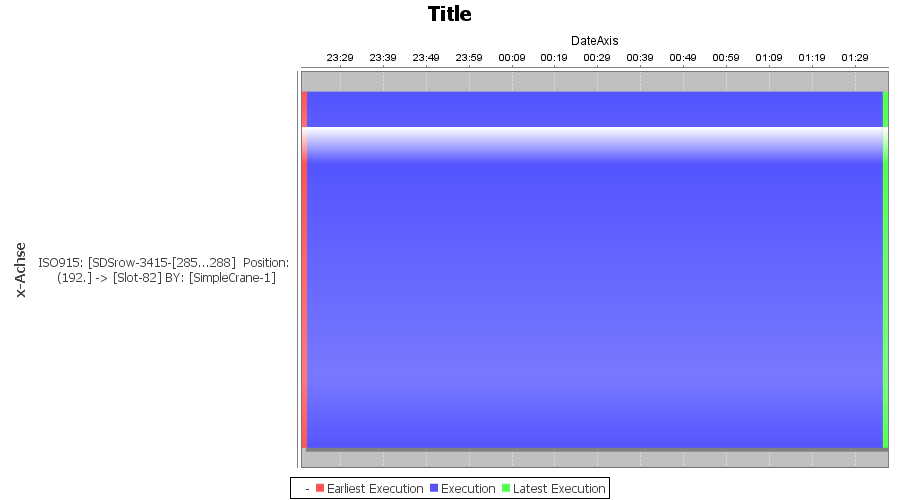 Title
DateAxis
23:29 23:39 23:49 23:59 00:09 00:19 00:29 00:39 00:49 00:59 01:09 01:19 01:29
x-Achse
ISO915: [SDSrow-3415-[285...288] Position:
(192.] -> [Slot-82] BY: [SimpleCrane-1]
- Earliest Execution Execution Latest Execution